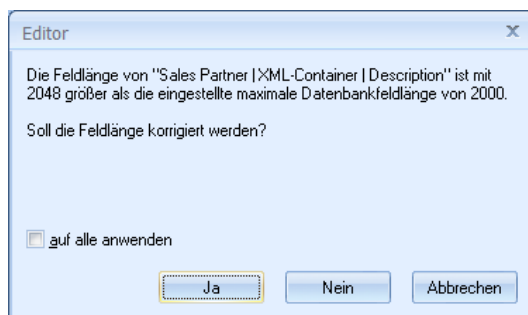 Editor
Die Feldlänge von "Sales Partner | XML-Container | Description" ist mit
2048 größer als die eingestellte maximale Datenbankfeldlänge von 2000.
Soll die Feldlänge korrigiert werden?
auf alle anwenden
Ja Nein Abbrechen